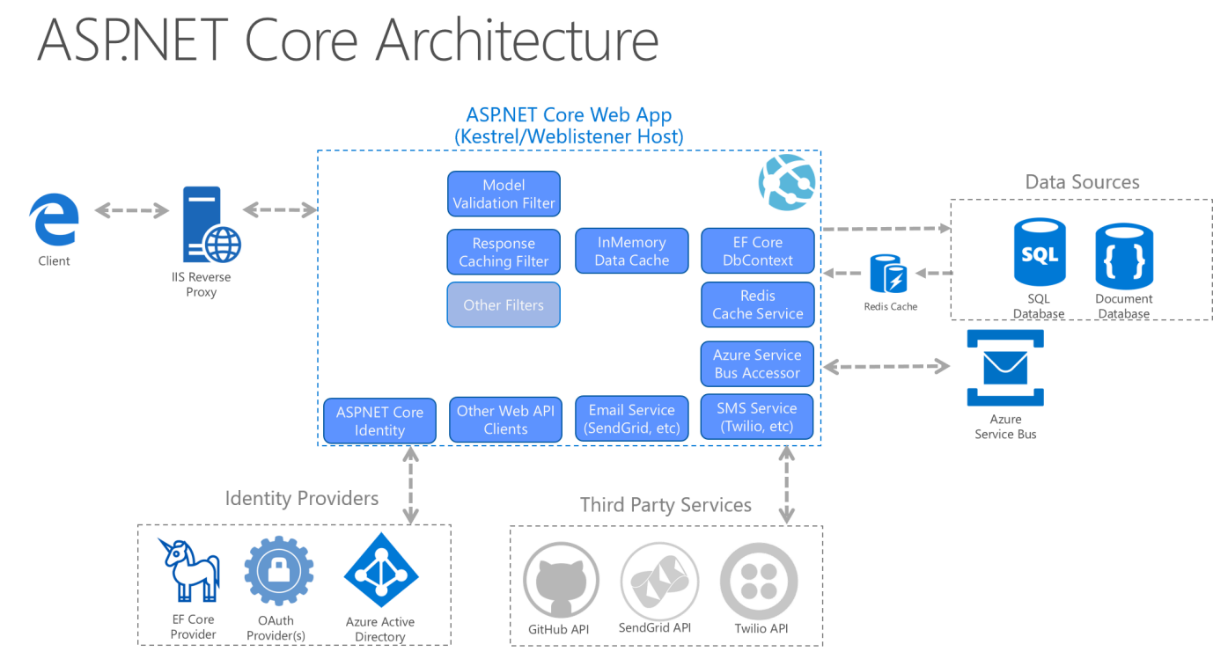 ASP.NET Core Architecture
ASP.NET Core Web App
(Kestrel/Weblistener Host)
Client
IIS Reverse
Proxy
Model
Validation Filter
Response
Caching Filter
Other Filters
InMemory
Data Cache
EF Core
DbContext
Redis
Cache Service
Azure Service
Bus Accessor
ASPNET Core
Identity
Other Web API
Clients
Email Service
(SendGrid, etc)
SMS Service
(Twilio, etc)
Data Sources
Redis Cache
SQL
SQL
Database
{ }
Document
Database
Azure
Service Bus
Identity Providers
EF Core
Provider
OAuth
Provider(s)
Azure Active
Directory
Third Party Services
GitHub API
SendGrid API
Twilio API